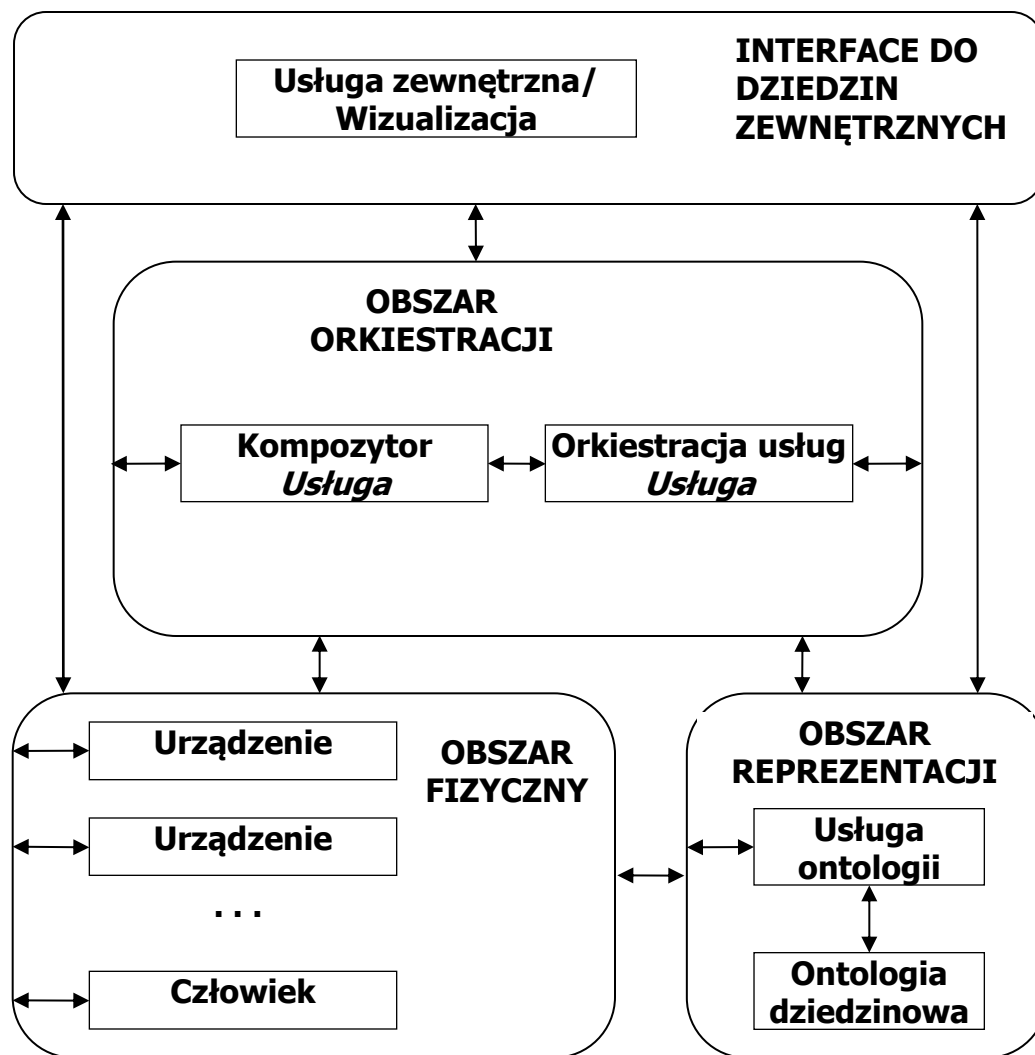 INTERFACE DO
DZIEDZIN
ZEWNĘTRZNYCH
Usługa zewnętrzna/
Wizualizacja
OBSZAR
ORKIESTRACJI
Kompozytor
Usługa
Orkiestracja usług
Usługa
OBSZAR
FIZYCZNY
Urządzenie
Urządzenie
. . .
Człowiek
OBSZAR
REPREZENTACJI
Usługa
ontologii
Ontologia
dziedzinowa